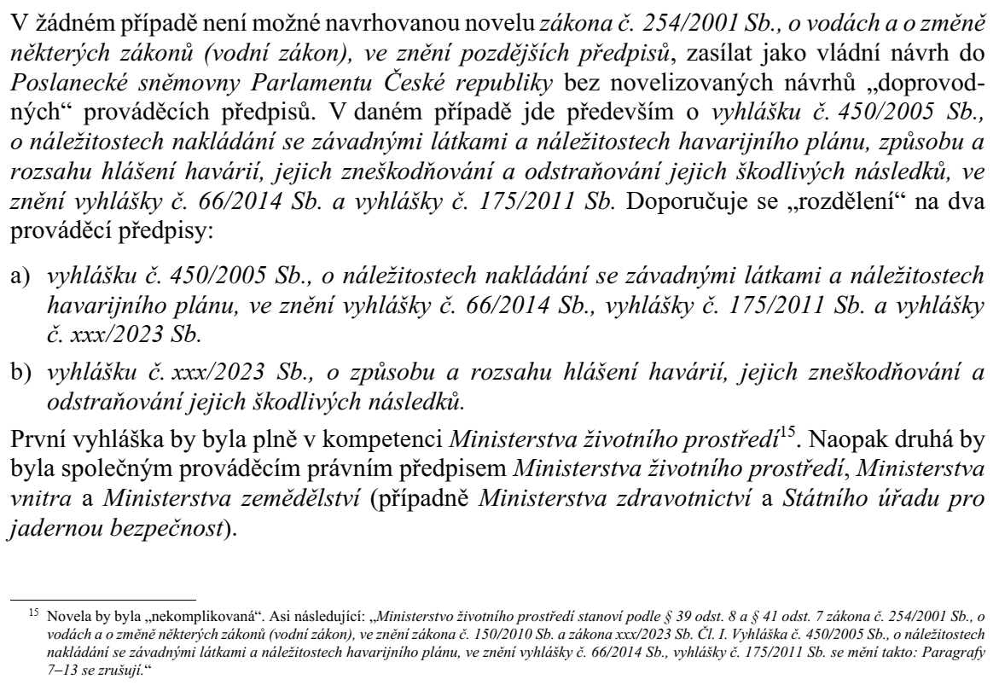 V žádném případě není možné navrhovanou novelu zákona č. 254/2001 Sb., o vodách a o změně
některých zákonů (vodní zákon), ve znění pozdějších předpisů, zasílat jako vládní návrh do
Poslanecké sněmovny Parlamentu České republiky bez novelizovaných návrhů „doprovod-
ných“ prováděcích předpisů. V daném případě jde především o vyhlášku č. 450/2005 Sb.,
o náležitostech nakládání se závadnými látkami a náležitostech havarijního plánu, způsobu a
rozsahu hlášení havárií, jejich zneškodňování a odstraňování jejich škodlivých následků, ve
znění vyhlášky č. 66/2014 Sb. a vyhlášky č. 175/2011 Sb. Doporučuje se „rozdělení“ na dva
prováděcí předpisy:
a) vyhlášku č. 450/2005 Sb., o náležitostech nakládání se závadnými látkami a náležitostech
havarijního plánu, ve znění vyhlášky č. 66/2014 Sb., vyhlášky č. 175/2011 Sb. a vyhlášky
č. xxx/2023 Sb.
b) vyhlášku č. xxx/2023 Sb., o způsobu a rozsahu hlášení havárií, jejich zneškodňování a
odstraňování jejich škodlivých následků.
První vyhláška by byla plně v kompetenci Ministerstva životního prostředí15. Naopak druhá by
byla společným prováděcím právním předpisem Ministerstva životního prostředí, Ministerstva
vnitra a Ministerstva zemědělství (případně Ministerstva zdravotnictví a Státního úřadu pro
jadernou bezpečnost).
15 Novela by byla „nekomplikovaná“. Asi následující: „Ministerstvo životního prostředí stanoví podle § 39 odst. 8 a § 41 odst. 7 zákona č. 254/2001 Sb., o
vodách a o změně některých zákonů (vodní zákon), ve znění zákona č. 150/2010 Sb. a zákona xxx/2023 Sb. Čl. I. Vyhláška č. 450/2005 Sb., o náležitostech
nakládání se závadnými látkami a náležitostech havarijního plánu, ve znění vyhlášky č. 66/2014 Sb., vyhlášky č. 175/2011 Sb. se mění takto: Paragrafy
7–13 se zrušují.“